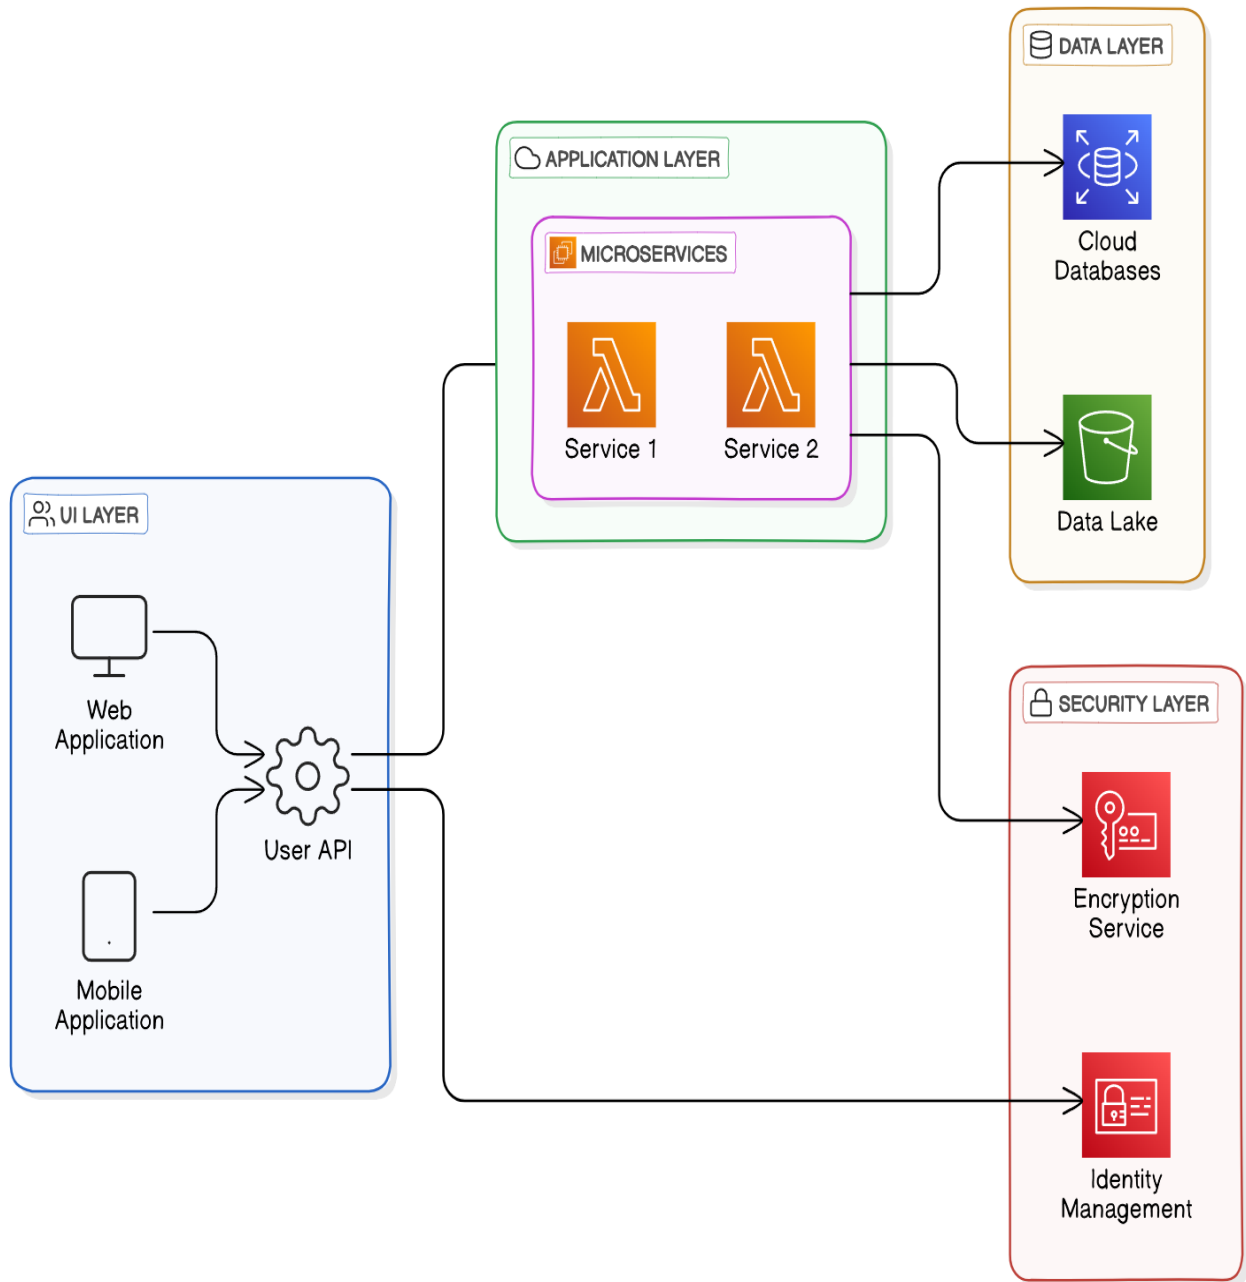 DATA LAYER
Cloud
Databases
Data Lake
APPLICATION LAYER
MICROSERVICES
Service 1
Service 2
UI LAYER
Web
Application
User API
Mobile
Application
SECURITY LAYER
Encryption
Service
Identity
Management